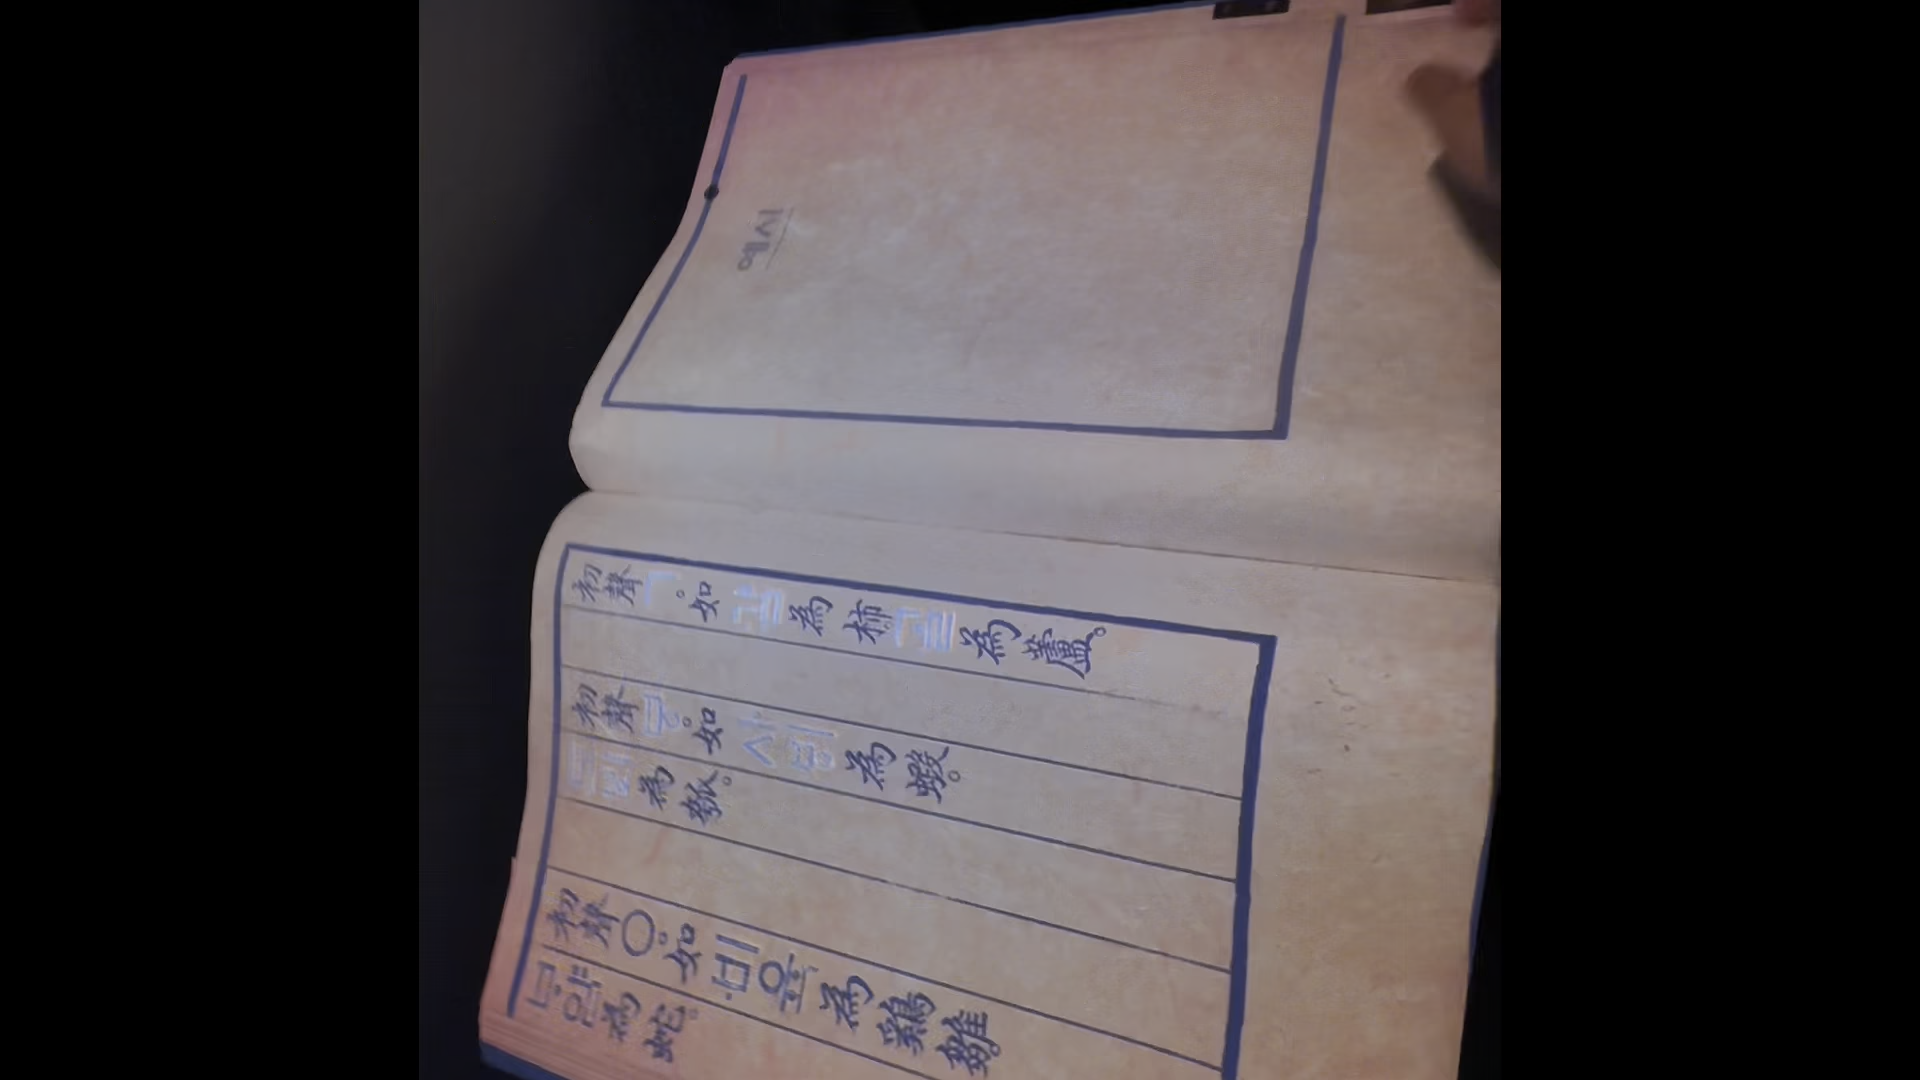 예시
初聲ㄱ。如감為柿。ᄀᆞᆯ為蘆。
初聲ㅸ。如사ᄫᅵ為蝦。
드ᄫᅴ為瓠。
初聲ㅇ。如비육為鷄雛。
ᄇᆞ얌為蛇。